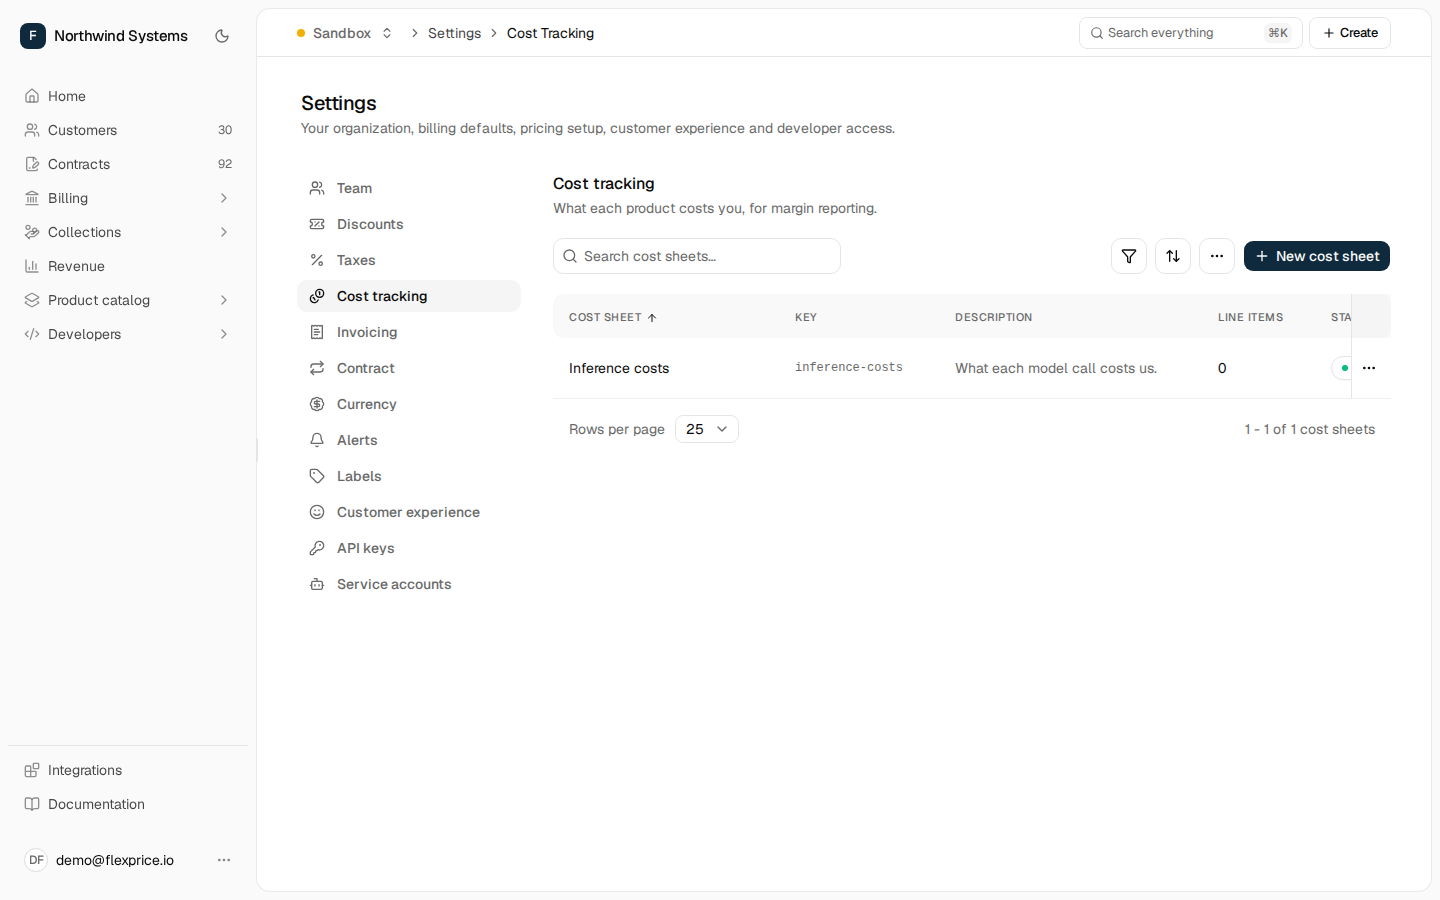 F Northwind Systems
Home
Customers 30
Contracts 92
Billing
Collections
Revenue
Product catalog
Developers
Integrations
Documentation
DF demo@flexprice.io
Sandbox Settings Cost Tracking
Search everything ⌘K
+ Create
Settings
Your organization, billing defaults, pricing setup, customer experience and developer access.
Team
Discounts
Taxes
Cost tracking
Invoicing
Contract
Currency
Alerts
Labels
Customer experience
API keys
Service accounts
Cost tracking
What each product costs you, for margin reporting.
Search cost sheets...
+ New cost sheet
COST SHEET KEY DESCRIPTION LINE ITEMS STA
Inference costs inference-costs What each model call costs us. 0
Rows per page 25
1 - 1 of 1 cost sheets